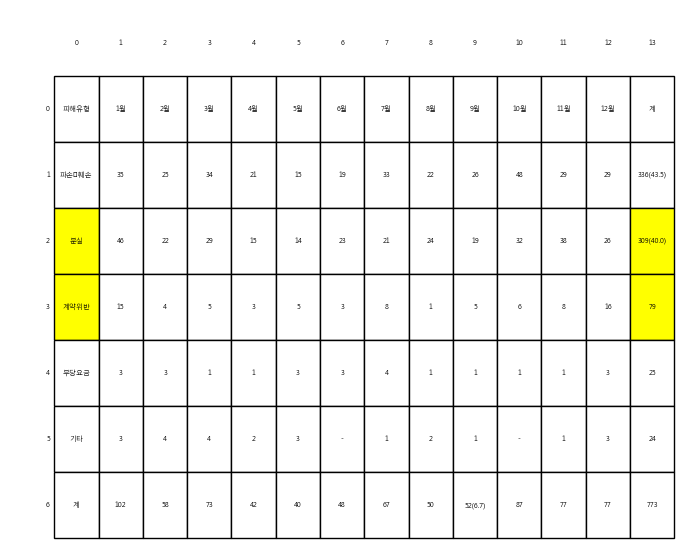 0 1 2 3 4 5 6 7 8 9 10 11 12 13
0 피해유형 1월 2월 3월 4월 5월 6월 7월 8월 9월 10월 11월 12월 계
1 파손□훼손 35 25 34 21 15 19 33 22 26 48 29 29 336(43.5)
2 분실 46 22 29 15 14 23 21 24 19 32 38 26 309(40.0)
3 계약위반 15 4 5 3 5 3 8 1 5 6 8 16 79
4 부당요금 3 3 1 1 3 3 4 1 1 1 1 3 25
5 기타 3 4 4 2 3 - 1 2 1 - 1 3 24
6 계 102 58 73 42 40 48 67 50 52(6.7) 87 77 77 773